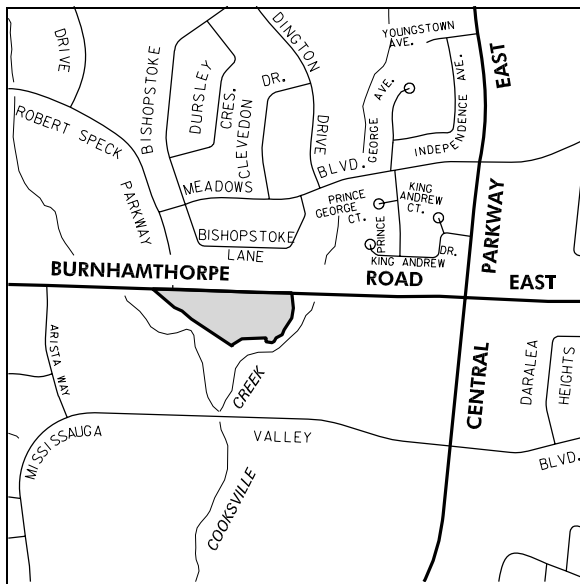 DRIVE
BISHOPSTOKE
DURSLEY
CRES.
CLEVEDON
DR.
DINGTON
DRIVE
YOUNGSTOWN
AVE.
GEORGE AVE.
INDEPENDENCE AVE.
EAST
ROBERT SPECK
PARKWAY
MEADOWS
BLVD.
BISHOPSTOKE
LANE
PRINCE
GEORGE
CT.
PRINCE
KING
ANDREW
CT.
KING ANDREW
DR.
PARKWAY
BURNHAMTHORPE
ROAD
EAST
ARISTA WAY
CREEK
CENTRAL
DARALEA
HEIGHTS
MISSISSAUGA
VALLEY
BLVD.
COOKSVILLE